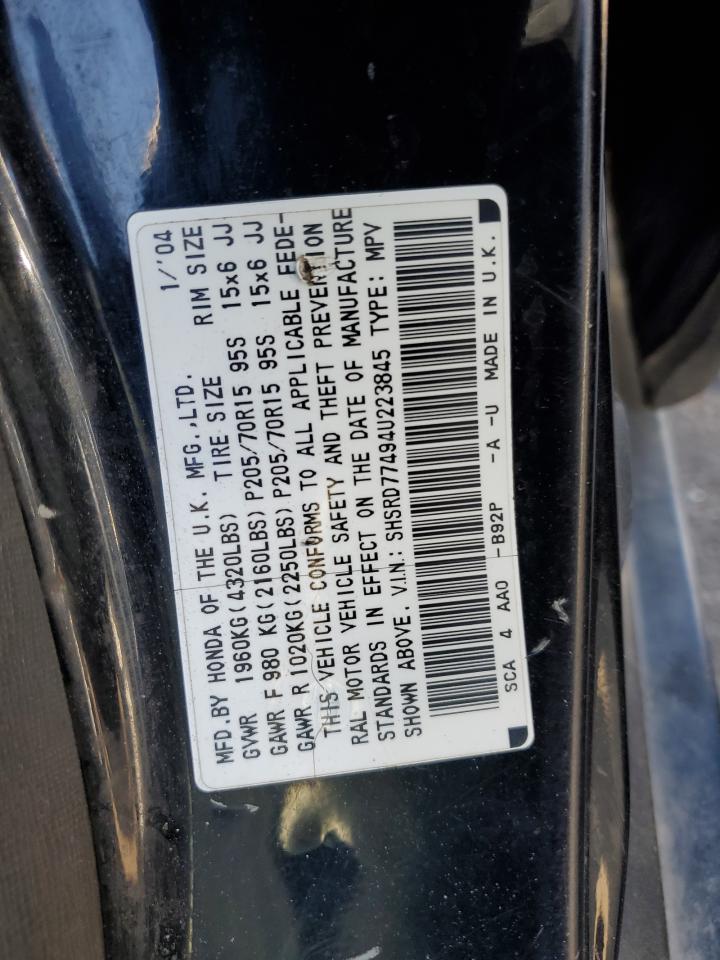 MFD.BY HONDA OF THE U.K. MFG.,LTD. 1/'04
GVWR 1960KG(4320LBS) TIRE SIZE RIM SIZE
GAWR F 980 KG(2160LBS)P205/70R15 95S 15x6 JJ
GAWR R 1020KG(2250LBS)P205/70R15 95S 15x6 JJ
THIS VEHICLE CONFORMS TO ALL APPLICABLE FEDE-
RAL MOTOR VEHICLE SAFETY AND THEFT PREVENTION
STANDARDS IN EFFECT ON THE DATE OF MANUFACTURE
SHOWN ABOVE. V.I.N.: SHSRD77494U223845 TYPE: MPV
SCA 4 AA0 -B92P -A -U MADE IN U.K.